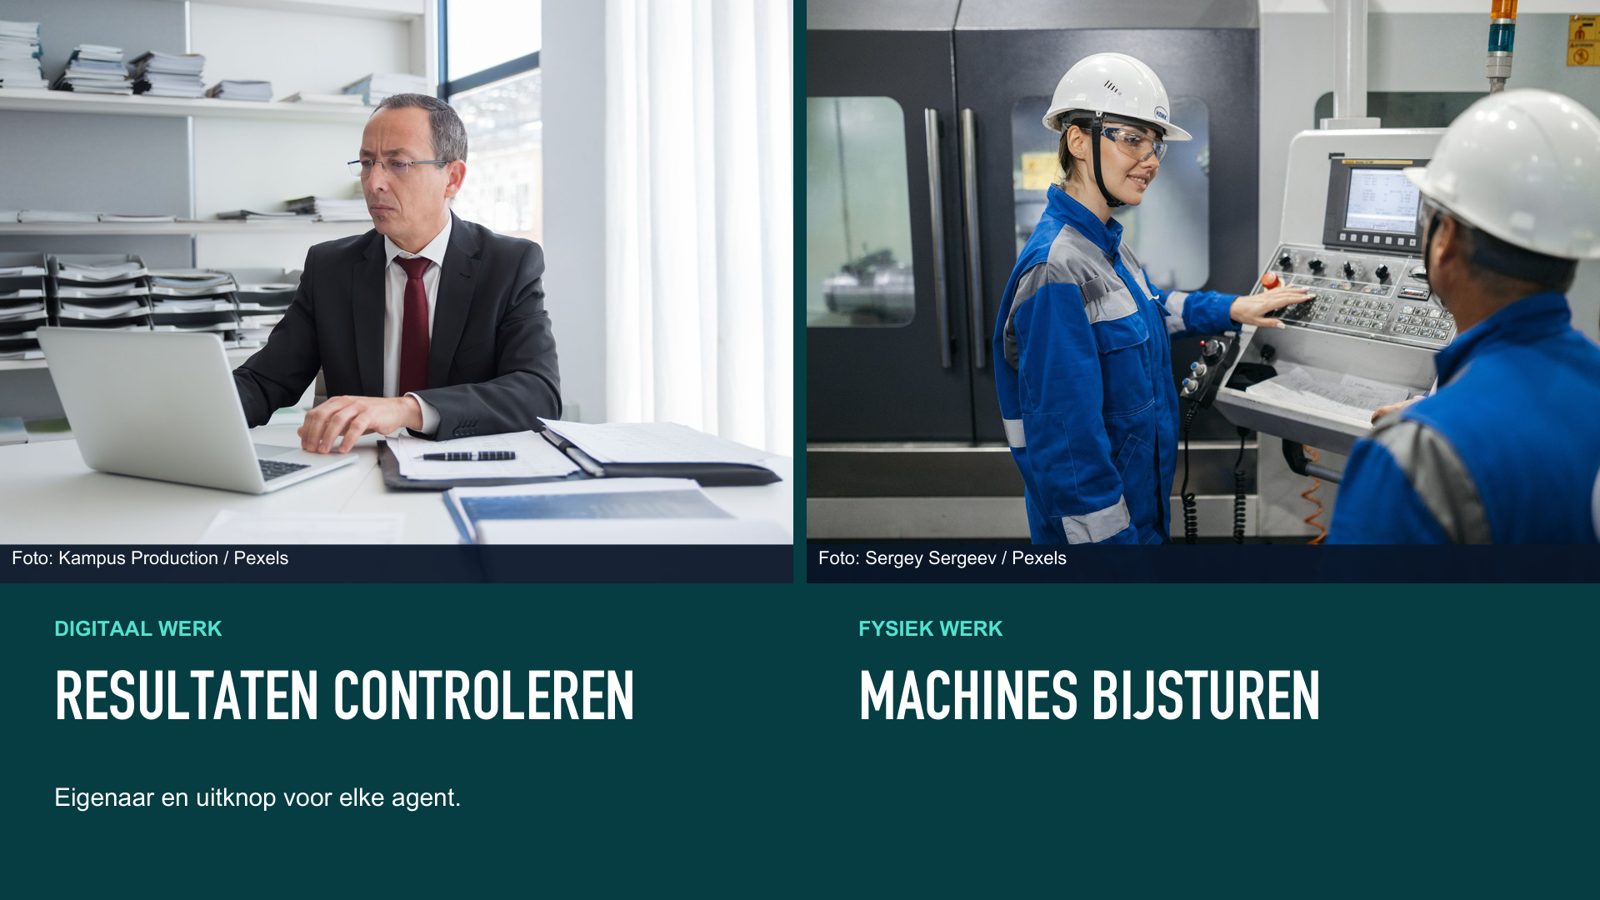 Foto: Kampus Production / Pexels
Foto: Sergey Sergeev / Pexels
DIGITAAL WERK
RESULTATEN CONTROLEREN
Eigenaar en uitknop voor elke agent.
FYSIEK WERK
MACHINES BIJSTUREN